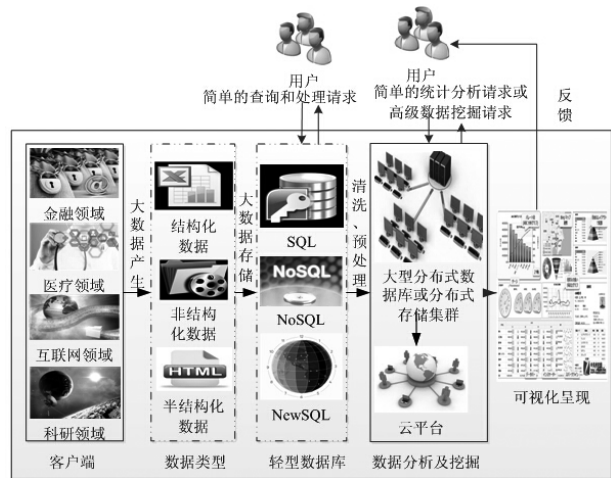 用户
简单的查询和处理请求
用户
简单的统计分析请求或
高级数据挖掘请求
反馈
金融领域
医疗领域
互联网领域
科研领域
客户端
大数据产生
结构化
数据
非结构
化数据
HTML
半结构化
数据
数据类型
大数据存储
SQL
NoSQL
NoSQL
NewSQL
轻型数据库
清洗、预处理
大型分布式数
据库或分布式
存储集群
云平台
数据分析及挖掘
可视化呈现